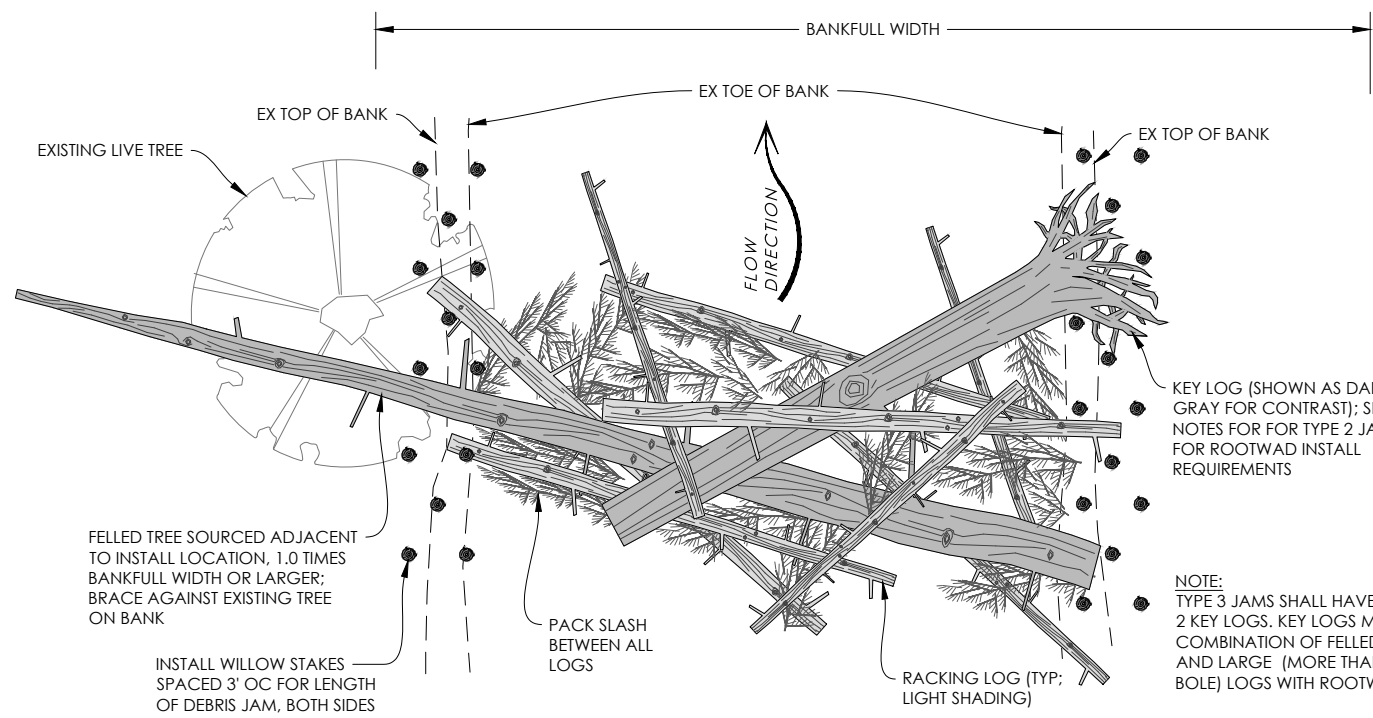 BANKFULL WIDTH
EX TOE OF BANK
EX TOP OF BANK
EX TOP OF BANK
EXISTING LIVE TREE
FLOW
DIRECTION
KEY LOG (SHOWN AS
GRAY FOR CONTRAST);
NOTES FOR FOR TYPE 2
FOR ROOTWAD INSTALL
REQUIREMENTS
FELLED TREE SOURCED ADJACENT
TO INSTALL LOCATION, 1.0 TIMES
BANKFULL WIDTH OR LARGER;
BRACE AGAINST EXISTING TREE
ON BANK
PACK SLASH
BETWEEN ALL
LOGS
INSTALL WILLOW STAKES
SPACED 3' OC FOR LENGTH
OF DEBRIS JAM, BOTH SIDES
RACKING LOG (TYP;
LIGHT SHADING)
NOTE:
TYPE 3 JAMS SHALL HAVE
2 KEY LOGS. KEY LOGS
COMBINATION OF FELLED
AND LARGE (MORE
BOLE) LOGS WITH